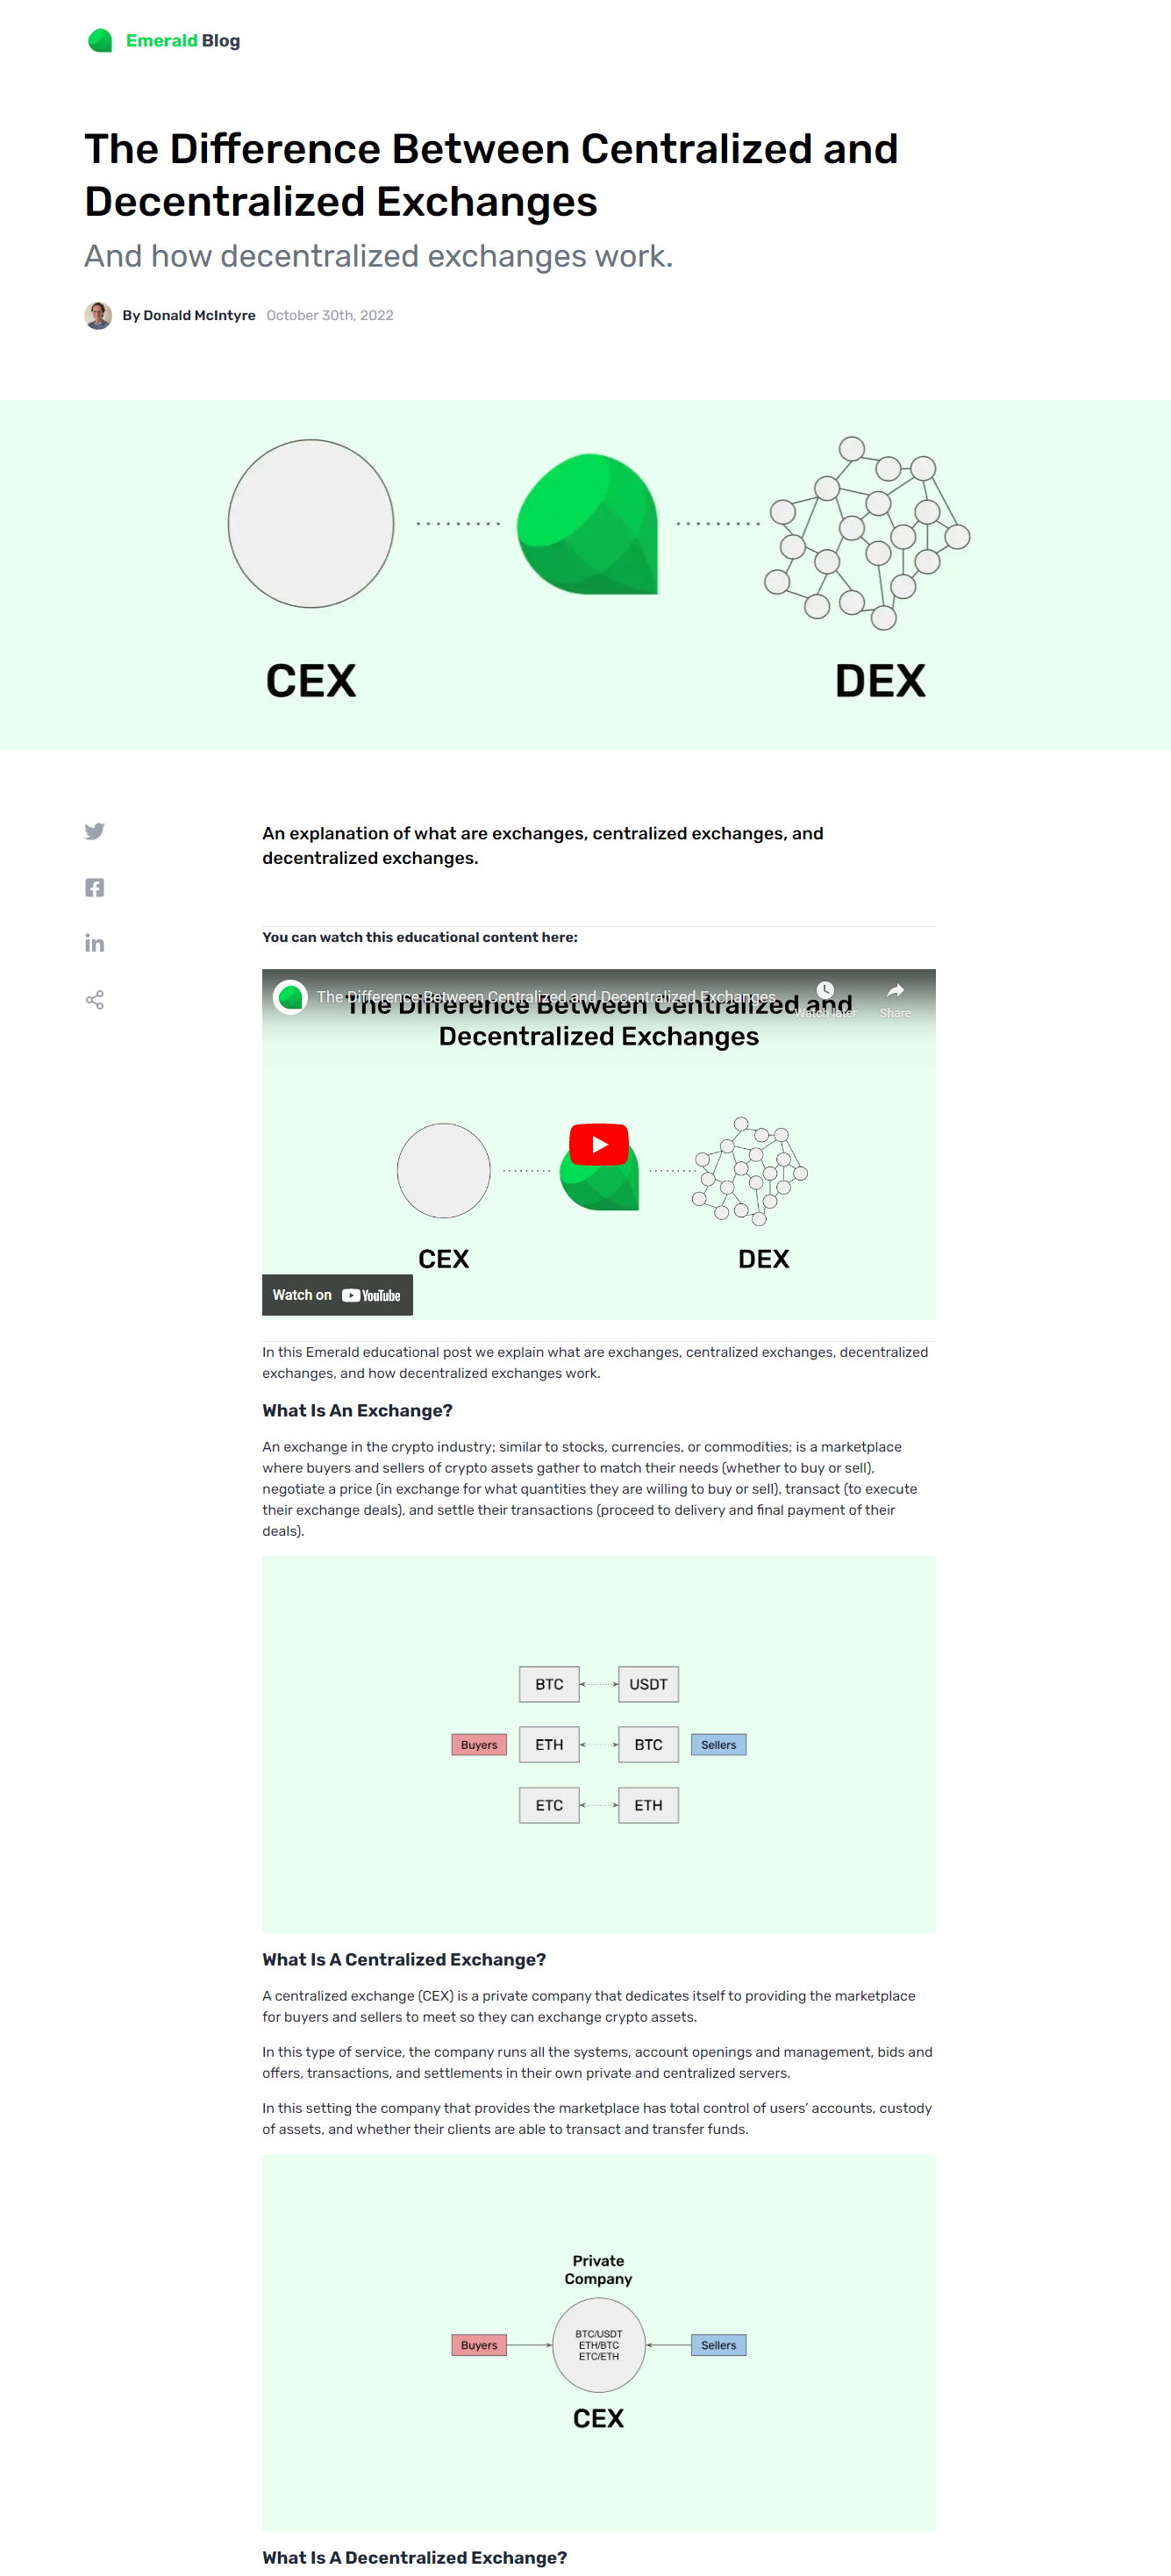 Emerald Blog
The Difference Between Centralized and
Decentralized Exchanges
And how decentralized exchanges work.
By Donald McIntyre October 30th, 2022
CEX
DEX
An explanation of what are exchanges, centralized exchanges, and
decentralized exchanges.
You can watch this educational content here:
The Difference Between Centralized and Decentralized Exchanges
Watch later
Share
The Difference Between Centralized and
Decentralized Exchanges
CEX
DEX
Watch on YouTube
In this Emerald educational post we explain what are exchanges, centralized exchanges, decentralized
exchanges, and how decentralized exchanges work.
What Is An Exchange?
An exchange in the crypto industry; similar to stocks, currencies, or commodities; is a marketplace
where buyers and sellers of crypto assets gather to match their needs (whether to buy or sell),
negotiate a price (in exchange for what quantities they are willing to buy or sell), transact (to execute
their exchange deals), and settle their transactions (proceed to delivery and final payment of their
deals).
BTC USDT
Buyers ETH BTC Sellers
ETC ETH
What Is A Centralized Exchange?
A centralized exchange (CEX) is a private company that dedicates itself to providing the marketplace
for buyers and sellers to meet so they can exchange crypto assets.
In this type of service, the company runs all the systems, account openings and management, bids and
offers, transactions, and settlements in their own private and centralized servers.
In this setting the company that provides the marketplace has total control of users’ accounts, custody
of assets, and whether their clients are able to transact and transfer funds.
Private
Company
Buyers
BTC/USDT
ETH/BTC
ETC/ETH
Sellers
CEX
What Is A Decentralized Exchange?